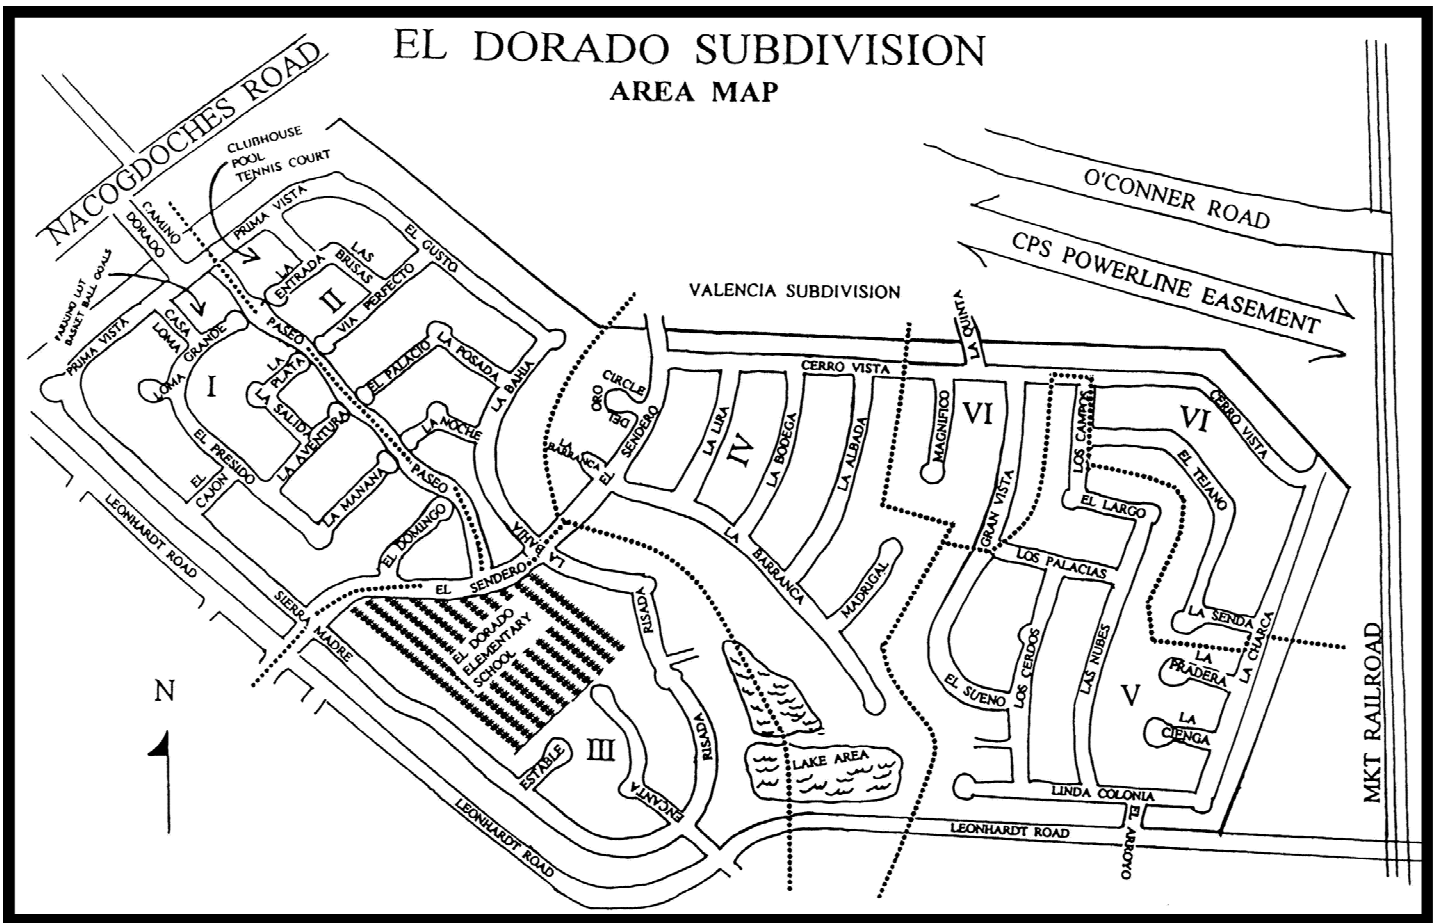 EL DORADO SUBDIVISION
AREA MAP
NACOGDOCHES ROAD
CLUBHOUSE
POOL
TENNIS COURT
CAMINO
DORADO
PRIMA VISTA
PARKING LOT
BASKET BALL GOALS
PRIMA VISTA
LA
ENTRADA
LAS
BRISAS
EL GUSTO
II
VIA PERFECTO
CASA
LOMA
LOMA GRANDE
PASEO
I
LA
PLATA
LA SALIDA
LA AVENTURA
EL PALACIO
LA POSADA
LA BAHIA
LA NOCHE
EL PRESIDO
EL
CAJON
LA MANANA
PASEO
EL DOMINGO
LEONHARDT ROAD
SIERRA
MADRE
EL SENDERO
LA
BAHIA
EL DORADO
ELEMENTARY
SCHOOL
RISADA
III
RISADA
ESTABLE
ENCANTA
LEONHARDT ROAD
N
O'CONNER ROAD
CPS POWERLINE EASEMENT
VALENCIA SUBDIVISION
LA QUINTA
CERRO VISTA
CIRCLE
ORO
DEL
EL SENDERO
LA
BARRANCA
LA LIRA
IV
LA BODEGA
LA ALBADA
LA BARRANCA
MADRIGAL
MAGNIFICO
VI
GRAN VISTA
LOS CAMPOS
VI
CERRO VISTA
EL TEJANO
EL LARGO
LOS PALACIAS
LA SENDA
LA CHARCA
LA
PRADERA
LOS CERDOS
LAS NUBES
EL SUENO
V
LA
CIENGA
LAKE AREA
LINDA COLONIA
EL ARROYO
LEONHARDT ROAD
MKT RAILROAD